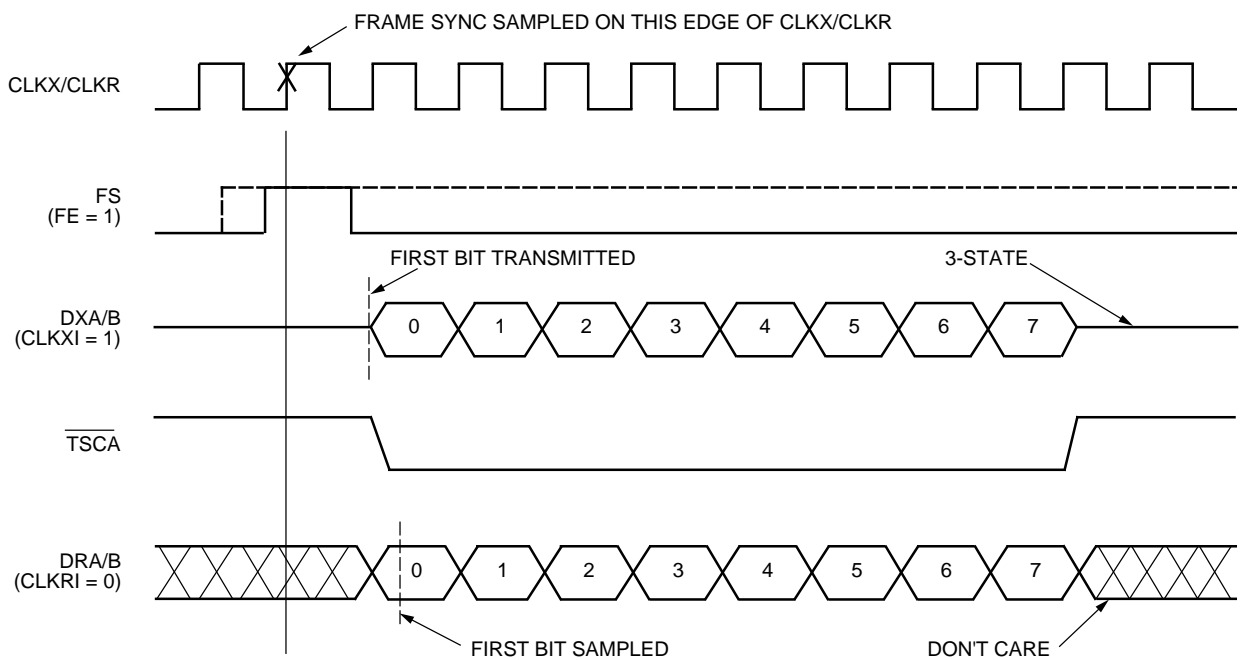 FRAME SYNC SAMPLED ON THIS EDGE OF CLKX/CLKR
CLKX/CLKR
FS
(FE = 1)
FIRST BIT TRANSMITTED
3-STATE
DXA/B
(CLKXI = 1)
0 1 2 3 4 5 6 7
TSCA
DRA/B
(CLKRI = 0)
0 1 2 3 4 5 6 7
FIRST BIT SAMPLED
DON'T CARE